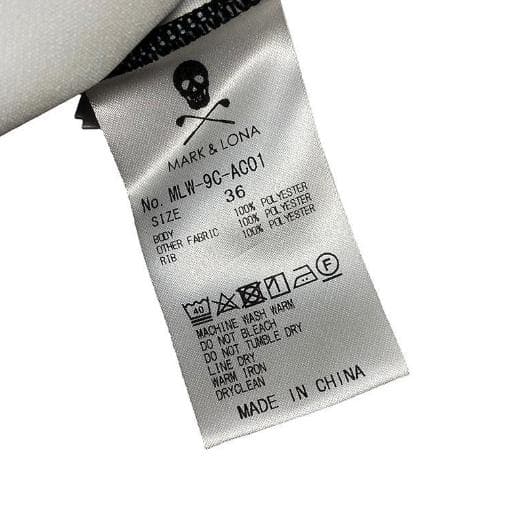 MARK & LONA
No. MLW-9C-AC01
SIZE 36
BODY 100% POLYESTER
OTHER FABRIC 100% POLYESTER
RIB 100% POLYESTER
40 F
MACHINE WASH WARM
DO NOT BLEACH
DO NOT TUMBLE DRY
LINE DRY
WARM IRON
DRYCLEAN
MADE IN CHINA